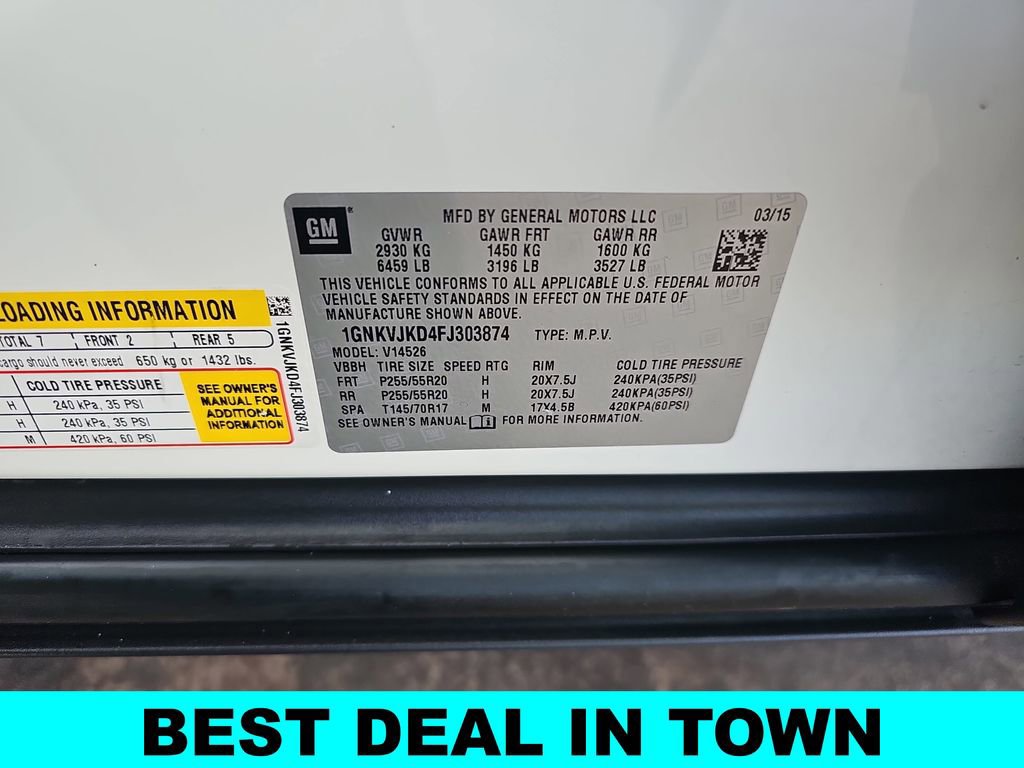 GM
MFD BY GENERAL MOTORS LLC 03/15
GVWR GAWR FRT GAWR RR
2930 KG 1450 KG 1600 KG
6459 LB 3196 LB 3527 LB
THIS VEHICLE CONFORMS TO ALL APPLICABLE U.S. FEDERAL MOTOR
VEHICLE SAFETY STANDARDS IN EFFECT ON THE DATE OF
MANUFACTURE SHOWN ABOVE.
1GNKVJKD4FJ303874 TYPE: M.P.V.
MODEL: V14526
VBBH TIRE SIZE SPEED RTG RIM COLD TIRE PRESSURE
FRT P255/55R20 H 20X7.5J 240KPA(35PSI)
RR P255/55R20 H 20X7.5J 240KPA(35PSI)
SPA T145/70R17 M 17X4.5B 420KPA(60PSI)
SEE OWNER'S MANUAL FOR MORE INFORMATION.
LOADING INFORMATION
TOTAL 7 FRONT 2 REAR 5
cargo should never exceed 650 kg or 1432 lbs.
COLD TIRE PRESSURE
H 240 kPa, 35 PSI
H 240 kPa, 35 PSI
M 420 kPa, 60 PSI
SEE OWNER'S
MANUAL FOR
ADDITIONAL
INFORMATION
1GNKVJKD4FJ303874
BEST DEAL IN TOWN